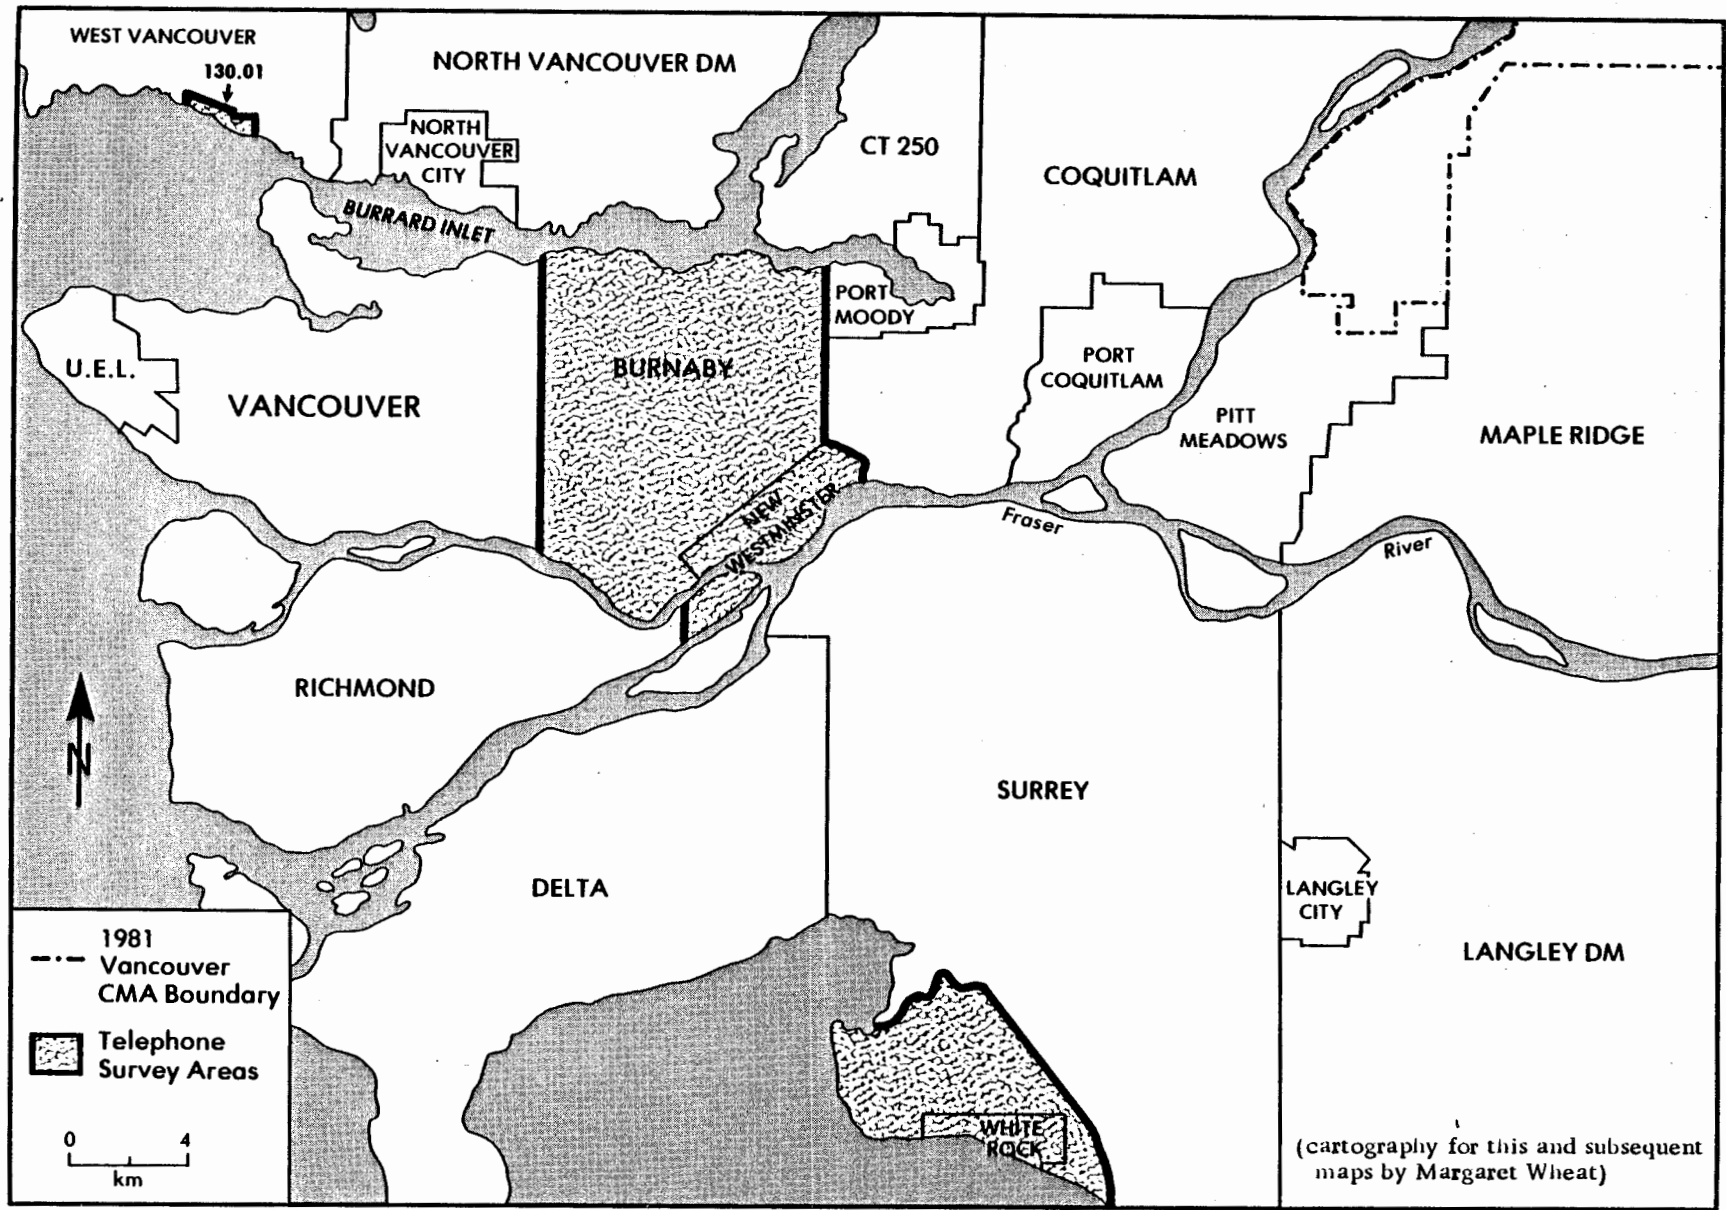 WEST VANCOUVER
130.01
NORTH VANCOUVER DM
NORTH
VANCOUVER
CITY
BURRARD INLET
CT 250
COQUITLAM
PORT
MOODY
BURNABY
PORT
COQUITLAM
U.E.L.
VANCOUVER
PITT
MEADOWS
MAPLE RIDGE
NEW
WESTMINSTER
Fraser
River
RICHMOND
N
SURREY
DELTA
LANGLEY
CITY
LANGLEY DM
1981
Vancouver
CMA Boundary
Telephone
Survey Areas
0 4
km
WHITE
ROCK
(cartography for this and subsequent
maps by Margaret Wheat)